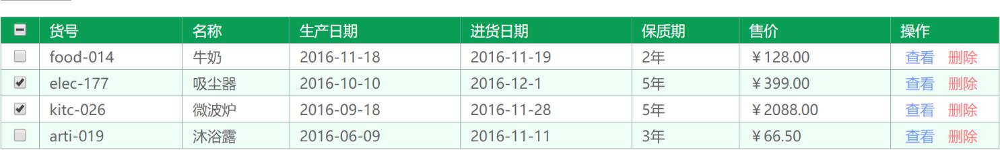 货号 名称 生产日期 进货日期 保质期 售价 操作
food-014 牛奶 2016-11-18 2016-11-19 2年 ¥128.00 查看 删除
elec-177 吸尘器 2016-10-10 2016-12-1 5年 ¥399.00 查看 删除
kitc-026 微波炉 2016-09-18 2016-11-28 5年 ¥2088.00 查看 删除
arti-019 沐浴露 2016-06-09 2016-11-11 3年 ¥66.50 查看 删除